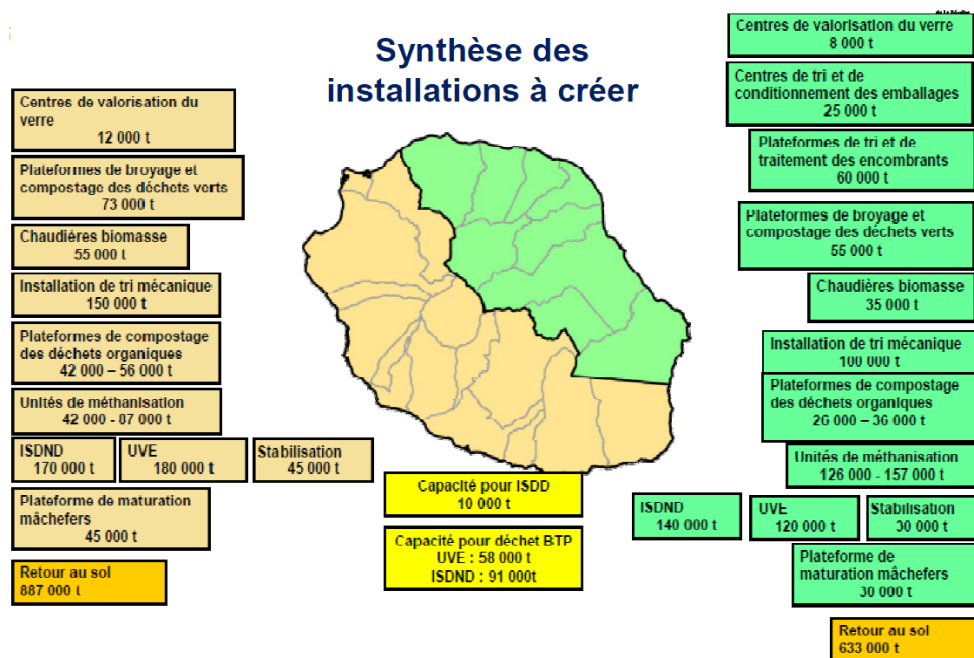 Synthèse des
installations à créer
Centres de valorisation du
verre
12 000 t
Plateformes de broyage et
compostage des déchets verts
73 000 t
Chaudières biomasse
55 000 t
Installation de tri mécanique
150 000 t
Plateformes de compostage
des déchets organiques
42 000 – 56 000 t
Unités de méthanisation
42 000 - 87 000 t
ISDND
170 000 t
UVE
180 000 t
Stabilisation
45 000 t
Plateforme de maturation
mâchefers
45 000 t
Retour au sol
887 000 t
Capacité pour ISDD
10 000 t
Capacité pour déchet BTP
UVE : 58 000 t
ISDND : 91 000t
Centres de valorisation du verre
8 000 t
Centres de tri et de
conditionnement des emballages
25 000 t
Plateformes de tri et de
traitement des encombrants
60 000 t
Plateformes de broyage et
compostage des déchets verts
55 000 t
Chaudières biomasse
35 000 t
Installation de tri mécanique
100 000 t
Plateformes de compostage
des déchets organiques
26 000 – 36 000 t
Unités de méthanisation
126 000 - 157 000 t
ISDND
140 000 t
UVE
120 000 t
Stabilisation
30 000 t
Plateforme de
maturation mâchefers
30 000 t
Retour au sol
633 000 t